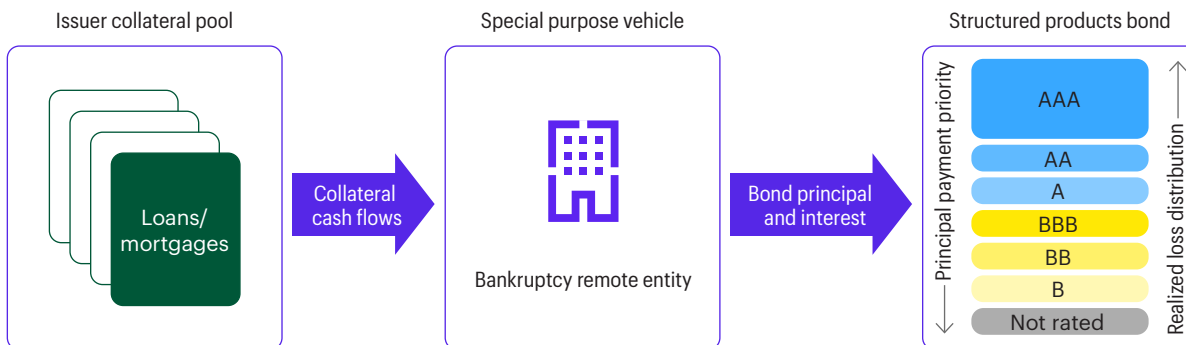 Issuer collateral pool
Loans/
mortgages
Collateral
cash flows
Special purpose vehicle
Bankruptcy remote entity
Bond principal
and interest
Structured products bond
Principal payment priority
AAA
AA
A
BBB
BB
B
Not rated
Realized loss distribution